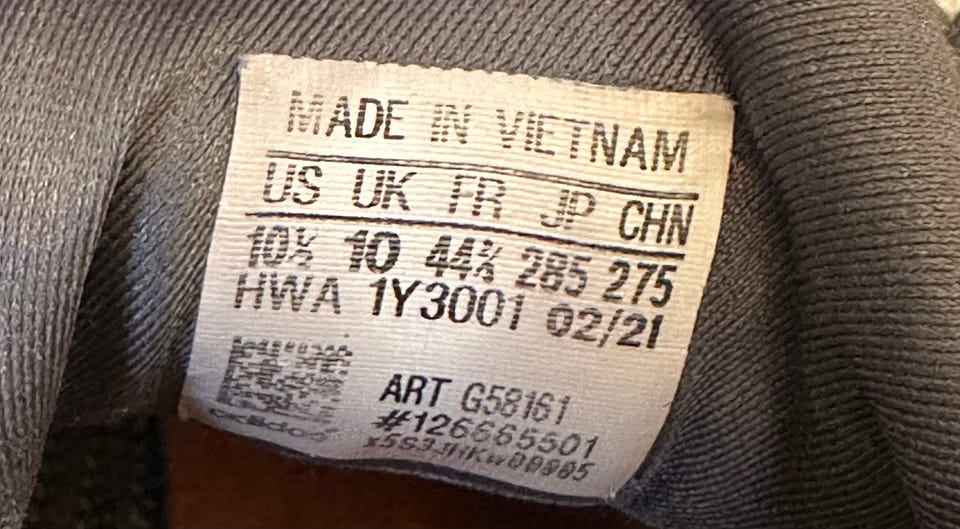 MADE IN VIETNAM
US UK FR JP CHN
10½ 10 44⅔ 285 275
HWA 1Y3001 02/21
ART G58161
#126665501